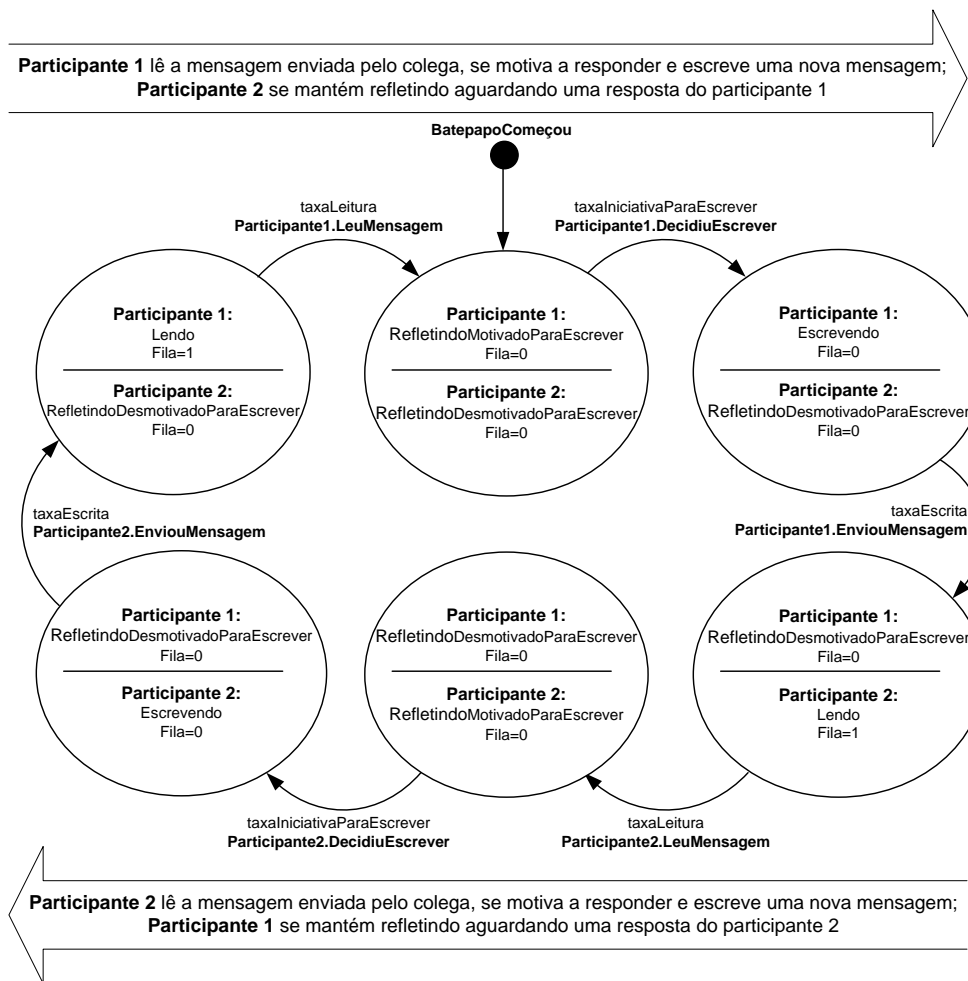 Participante 1 lê a mensagem enviada pelo colega, se motiva a responder e escreve uma nova mensagem;
Participante 2 se mantém refletindo aguardando uma resposta do participante 1
BatepapoComeçou
taxaLeitura
Participante1.LeuMensagem
taxaIniciativaParaEscrever
Participante1.DecidiuEscrever
Participante 1:
Lendo
Fila=1
Participante 2:
RefletindoDesmotivadoParaEscrever
Fila=0
Participante 1:
RefletindoMotivadoParaEscrever
Fila=0
Participante 2:
RefletindoDesmotivadoParaEscrever
Fila=0
Participante 1:
Escrevendo
Fila=0
Participante 2:
RefletindoDesmotivadoParaEscrever
Fila=0
taxaEscrita
Participante2.EnviouMensagem
taxaEscrita
Participante1.EnviouMensagem
Participante 1:
RefletindoDesmotivadoParaEscrever
Fila=0
Participante 2:
Escrevendo
Fila=0
Participante 1:
RefletindoDesmotivadoParaEscrever
Fila=0
Participante 2:
RefletindoMotivadoParaEscrever
Fila=0
Participante 1:
RefletindoDesmotivadoParaEscrever
Fila=0
Participante 2:
Lendo
Fila=1
taxaIniciativaParaEscrever
Participante2.DecidiuEscrever
taxaLeitura
Participante2.LeuMensagem
Participante 2 lê a mensagem enviada pelo colega, se motiva a responder e escreve uma nova mensagem;
Participante 1 se mantém refletindo aguardando uma resposta do participante 2